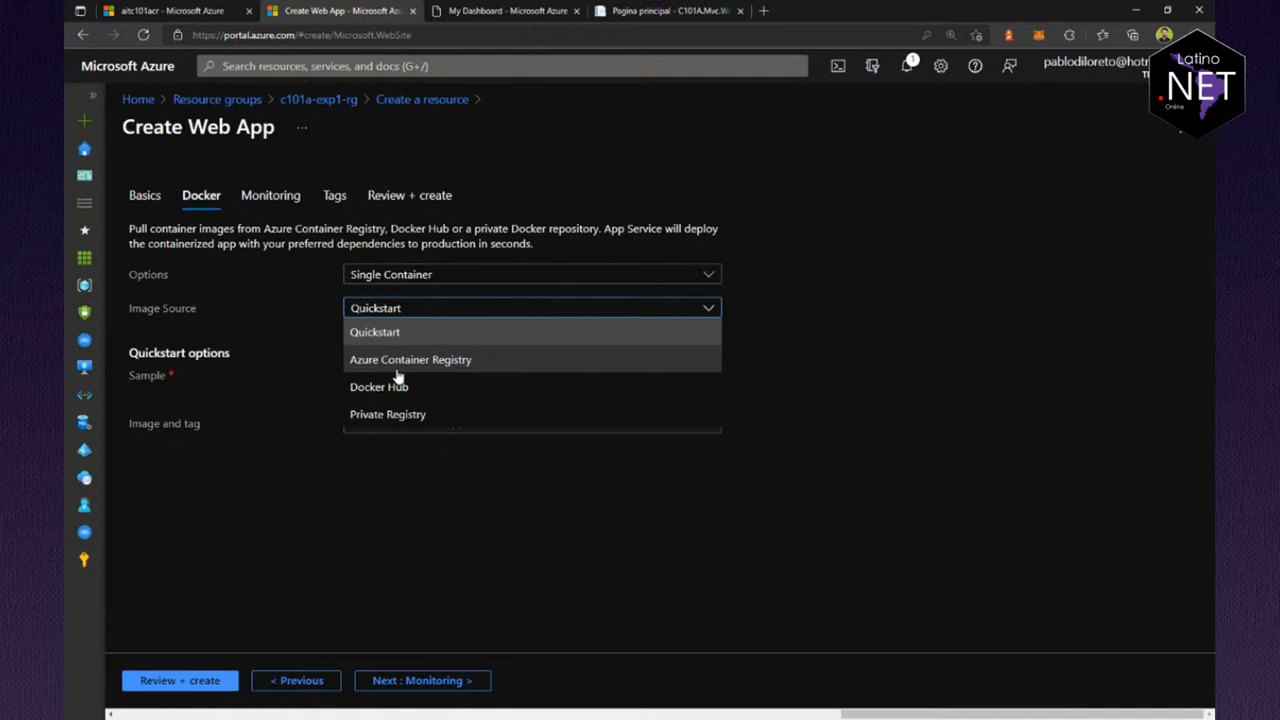 aitc101acr - Microsoft Azure
Create Web App - Microsoft Az
My Dashboard - Microsoft Azure
Pagina principal - C101A.Mvc.W
https://portal.azure.com/#create/Microsoft.WebSite
Microsoft Azure
Search resources, services, and docs (G+/)
1
pablodiloreto@hotm
Latino
.NET
Online
Home > Resource groups > c101a-exp1-rg > Create a resource >
Create Web App ...
Basics
Docker
Monitoring
Tags
Review + create
Pull container images from Azure Container Registry, Docker Hub or a private Docker repository. App Service will deploy
the containerized app with your preferred dependencies to production in seconds.
Options
Single Container
Image Source
Quickstart
Quickstart
Azure Container Registry
Docker Hub
Private Registry
Quickstart options
Sample *
Image and tag
Review + create
< Previous
Next : Monitoring >